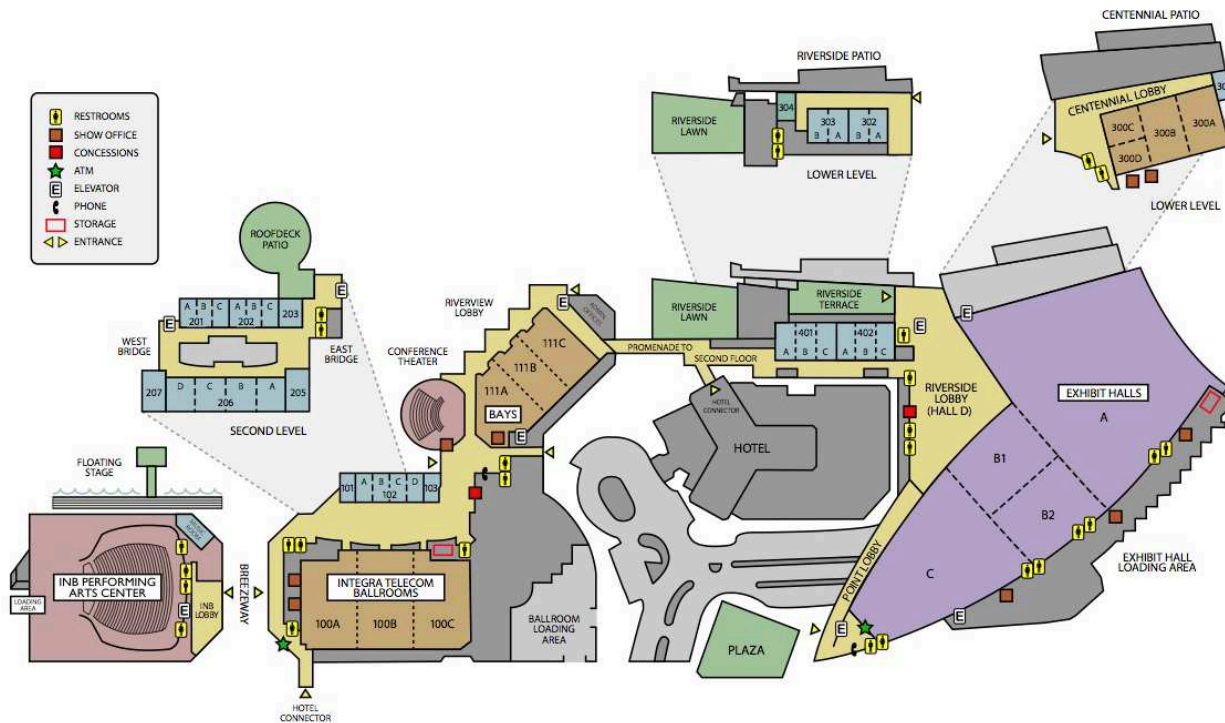 CENTENNIAL PATIO
RIVERSIDE PATIO
CENTENNIAL LOBBY
300C
300B
300A
300D
LOWER LEVEL
RIVERSIDE
LAWN
304
303
302
B A
B A
LOWER LEVEL
RESTROOMS
SHOW OFFICE
CONCESSIONS
ATM
E ELEVATOR
PHONE
STORAGE
ENTRANCE
ROOFDECK
PATIO
A B C
A B C
201
202
203
E
E
WEST
BRIDGE
EAST
BRIDGE
207
D C B A
206
205
SECOND LEVEL
RIVERVIEW
LOBBY
E
ADMIN
OFFICES
CONFERENCE
THEATER
111C
111B
111A
BAYS
E
RIVERSIDE
LAWN
RIVERSIDE
TERRACE
401
402
A B C
A B C
E
E
PROMENADE TO
SECOND FLOOR
HOTEL
CONNECTOR
HOTEL
RIVERSIDE
LOBBY
(HALL D)
EXHIBIT HALLS
A
B1
B2
C
EXHIBIT HALL
LOADING AREA
POINT LOBBY
E
E
PLAZA
FLOATING
STAGE
101
A B C D
102
103
MUSIC
ROOM
INB PERFORMING
ARTS CENTER
LOADING
AREA
E
INB
LOBBY
BREEZEWAY
INTEGRA TELECOM
BALLROOMS
100A
100B
100C
BALLROOM
LOADING
AREA
HOTEL
CONNECTOR